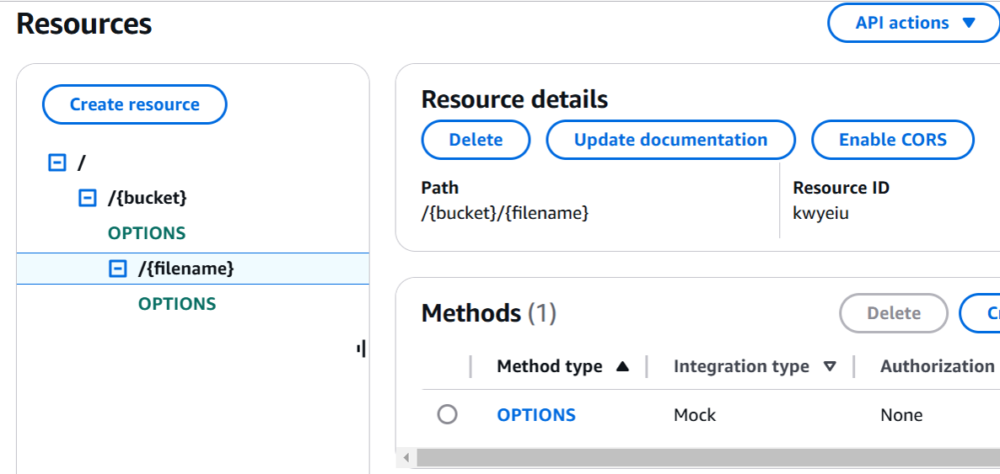 Resources
API actions
Create resource
/
/{bucket}
OPTIONS
/{filename}
OPTIONS
Resource details
Delete
Update documentation
Enable CORS
Path
/{bucket}/{filename}
Resource ID
kwyeiu
Methods (1)
Delete
Method type
Integration type
Authorization
OPTIONS
Mock
None